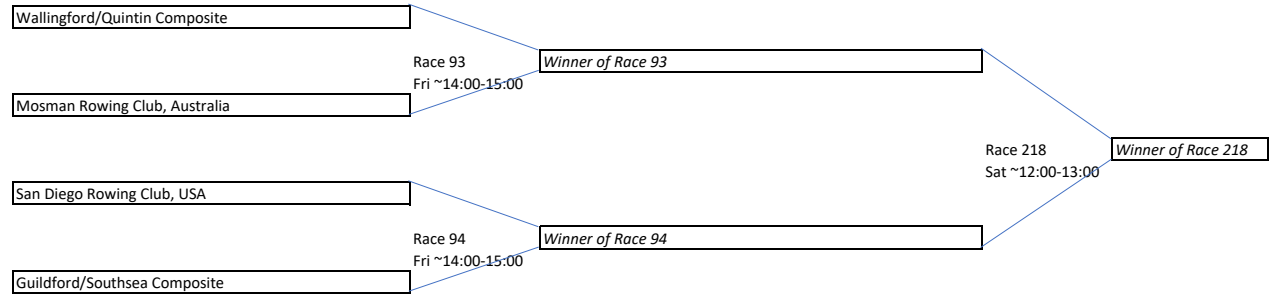 Wallingford/Quintin Composite
Race 93
Winner of Race 93
Fri ~14:00-15:00
Mosman Rowing Club, Australia
Race 218
Winner of Race 218
Sat ~12:00-13:00
San Diego Rowing Club, USA
Race 94
Winner of Race 94
Fri ~14:00-15:00
Guildford/Southsea Composite